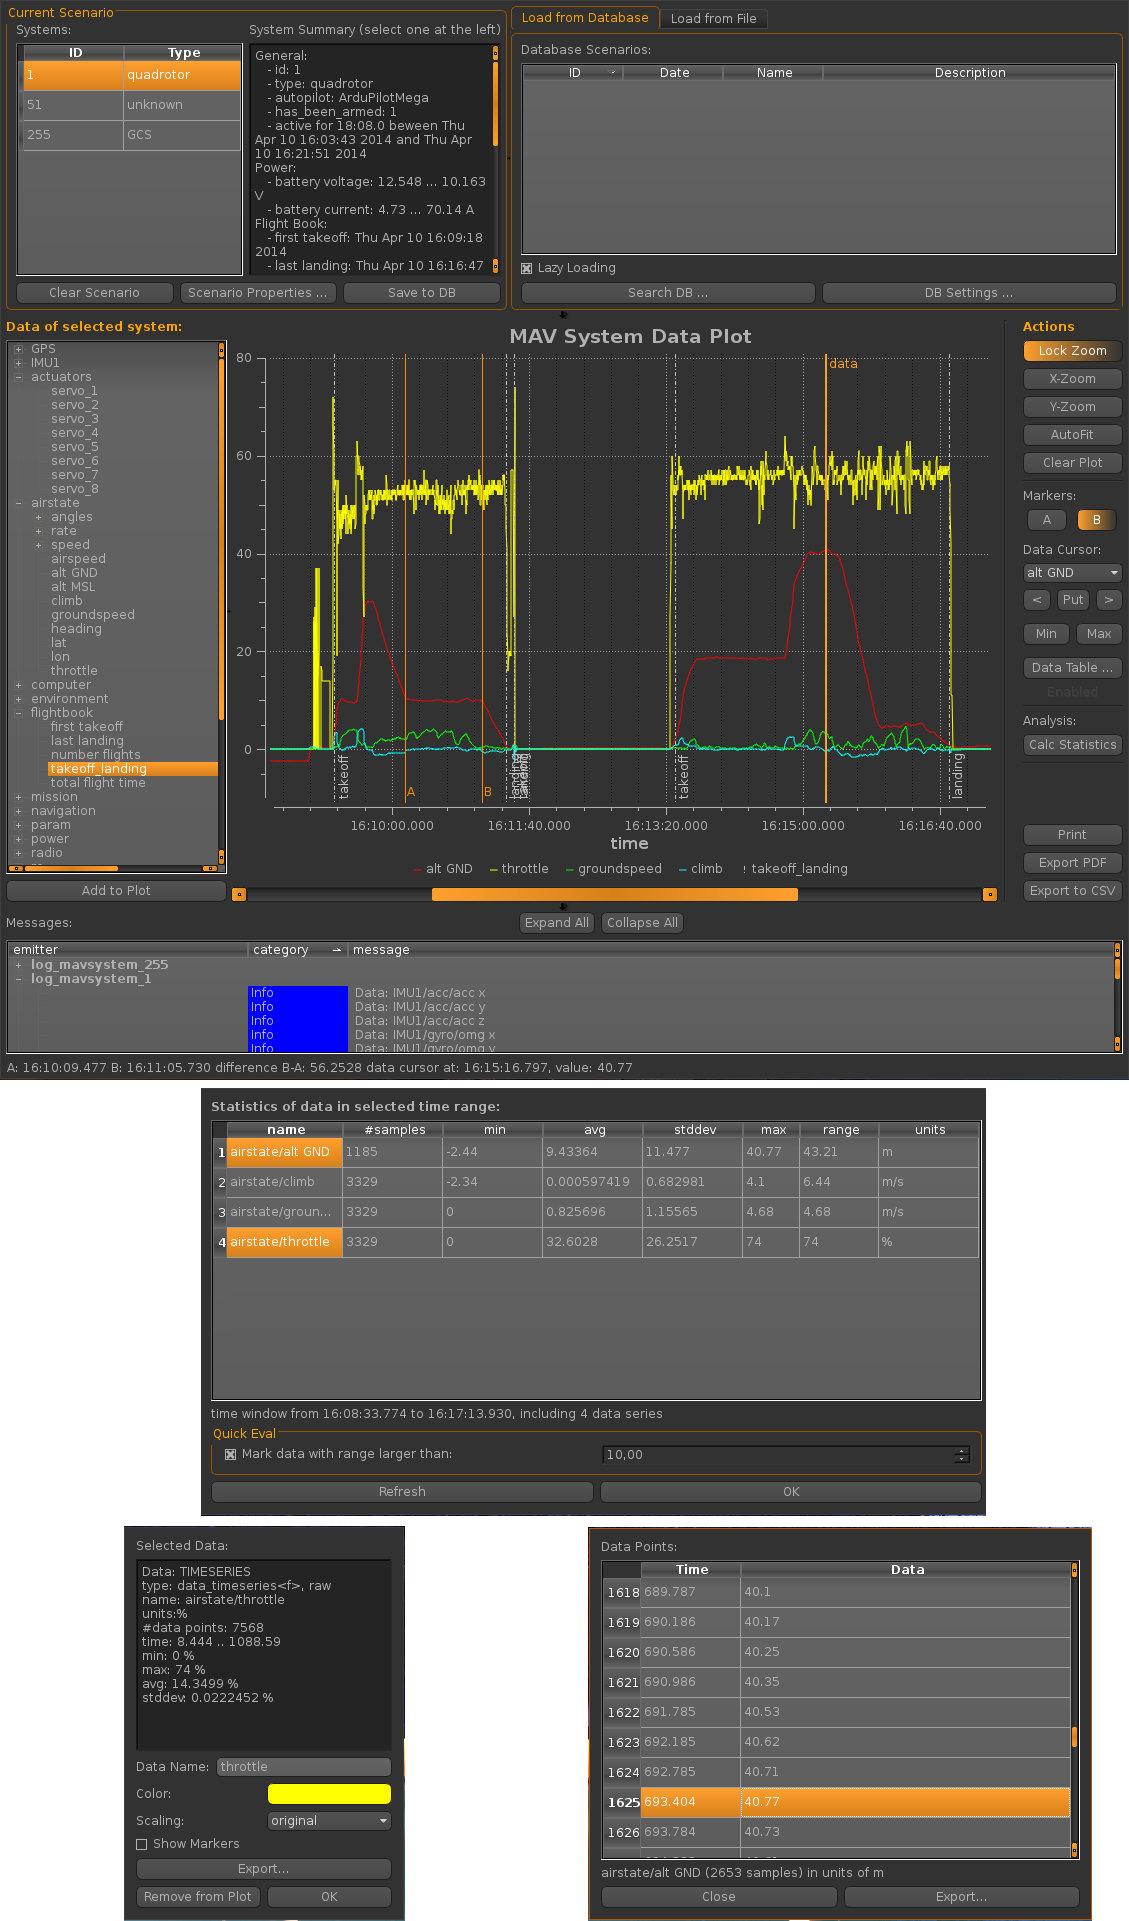 Current Scenario
Systems:
ID Type
1 quadrotor
51 unknown
255 GCS
System Summary (select one at the left)
General:
- id: 1
- type: quadrotor
- autopilot: ArduPilotMega
- has_been_armed: 1
- active for 18:08.0 beween Thu
Apr 10 16:03:43 2014 and Thu Apr
10 16:21:51 2014
Power:
- battery voltage: 12.548 ... 10.163
V
- battery current: 4.73 ... 70.14 A
Flight Book:
- first takeoff: Thu Apr 10 16:09:18
2014
- last landing: Thu Apr 10 16:16:47
Clear Scenario
Scenario Properties ...
Save to DB
Load from Database
Load from File
Database Scenarios:
ID Date Name Description
Lazy Loading
Search DB ...
DB Settings ...
Data of selected system:
GPS
IMU1
actuators
servo_1
servo_2
servo_3
servo_4
servo_5
servo_6
servo_7
servo_8
airstate
angles
rate
speed
airspeed
alt GND
alt MSL
climb
groundspeed
heading
lat
lon
throttle
computer
environment
flightbook
first takeoff
last landing
number flights
takeoff_landing
total flight time
mission
navigation
param
power
radio
Add to Plot
MAV System Data Plot
80
60
40
20
0
data
takeoff
A
B
landing
takeoff
takeoff
landing
16:10:00.000 16:11:40.000 16:13:20.000 16:15:00.000 16:16:40.000
time
alt GND throttle groundspeed climb takeoff_landing
Actions
Lock Zoom
X-Zoom
Y-Zoom
AutoFit
Clear Plot
Markers:
A B
Data Cursor:
alt GND
< Put >
Min Max
Data Table ...
Enabled
Analysis:
Calc Statistics
Print
Export PDF
Export to CSV
Messages:
Expand All
Collapse All
emitter category message
log_mavsystem_255
log_mavsystem_1
Info Data: IMU1/acc/acc x
Info Data: IMU1/acc/acc y
Info Data: IMU1/acc/acc z
Info Data: IMU1/gyro/omg x
Info Data: IMU1/gyro/omg y
A: 16:10:09.477 B: 16:11:05.730 difference B-A: 56.2528 data cursor at: 16:15:16.797, value: 40.77
Statistics of data in selected time range:
name #samples min avg stddev max range units
1 airstate/alt GND 1185 -2.44 9.43364 11.477 40.77 43.21 m
2 airstate/climb 3329 -2.34 0.000597419 0.682981 4.1 6.44 m/s
3 airstate/groun... 3329 0 0.825696 1.15565 4.68 4.68 m/s
4 airstate/throttle 3329 0 32.6028 26.2517 74 74 %
time window from 16:08:33.774 to 16:17:13.930, including 4 data series
Quick Eval
Mark data with range larger than: 10,00
Refresh
OK
Selected Data:
Data: TIMESERIES
type: data_timeseries<f>, raw
name: airstate/throttle
units:%
#data points: 7568
time: 8.444 .. 1088.59
min: 0 %
max: 74 %
avg: 14.3499 %
stddev: 0.0222452 %
Data Name: throttle
Color:
Scaling: original
Show Markers
Export...
Remove from Plot
OK
Data Points:
Time Data
1618 689.787 40.1
1619 690.186 40.17
1620 690.586 40.25
1621 690.986 40.35
1622 691.785 40.53
1623 692.185 40.62
1624 692.785 40.71
1625 693.404 40.77
1626 693.784 40.73
airstate/alt GND (2653 samples) in units of m
Close
Export...